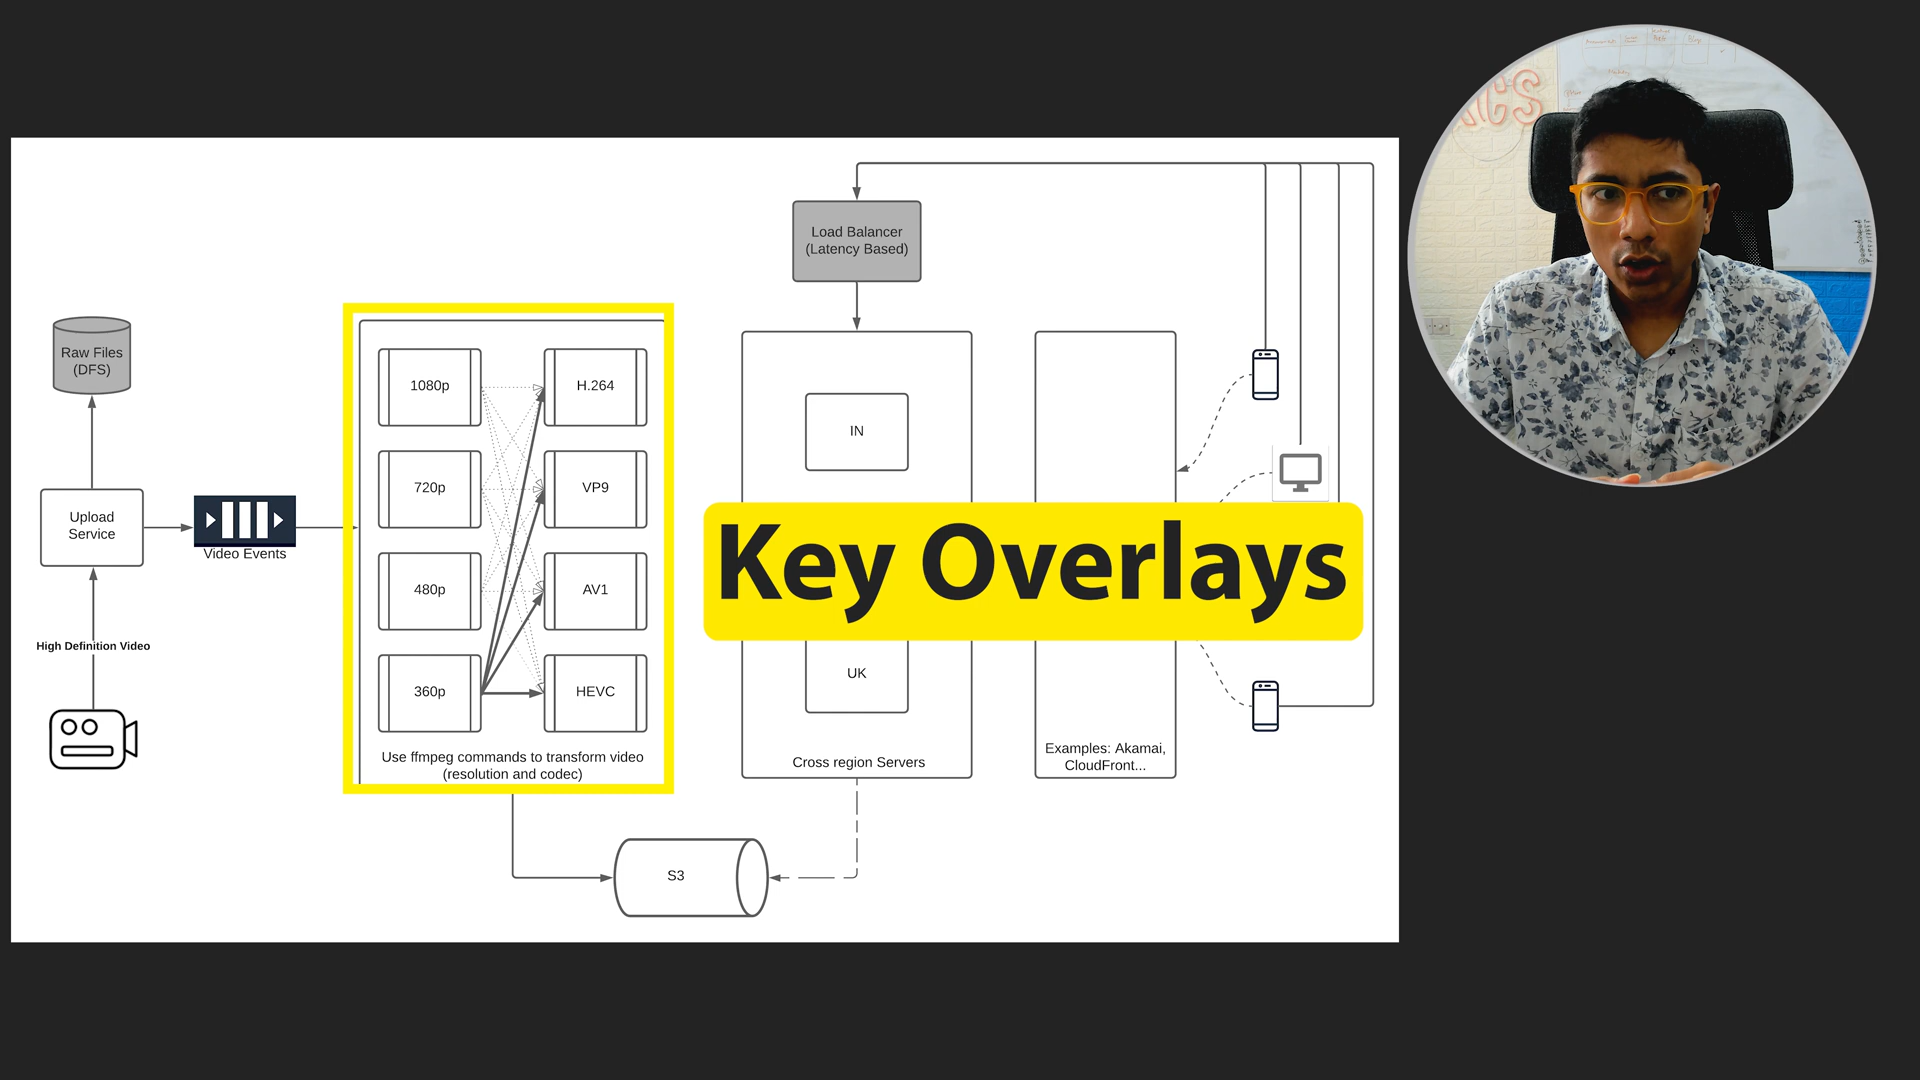 Load Balancer
(Latency Based)
Raw Files
(DFS)
1080p
H.264
IN
720p
VP9
Upload
Service
Video Events
Key Overlays
480p
AV1
High Definition Video
360p
HEVC
UK
Use ffmpeg commands to transform video
(resolution and codec)
Cross region Servers
Examples: Akamai,
CloudFront...
S3